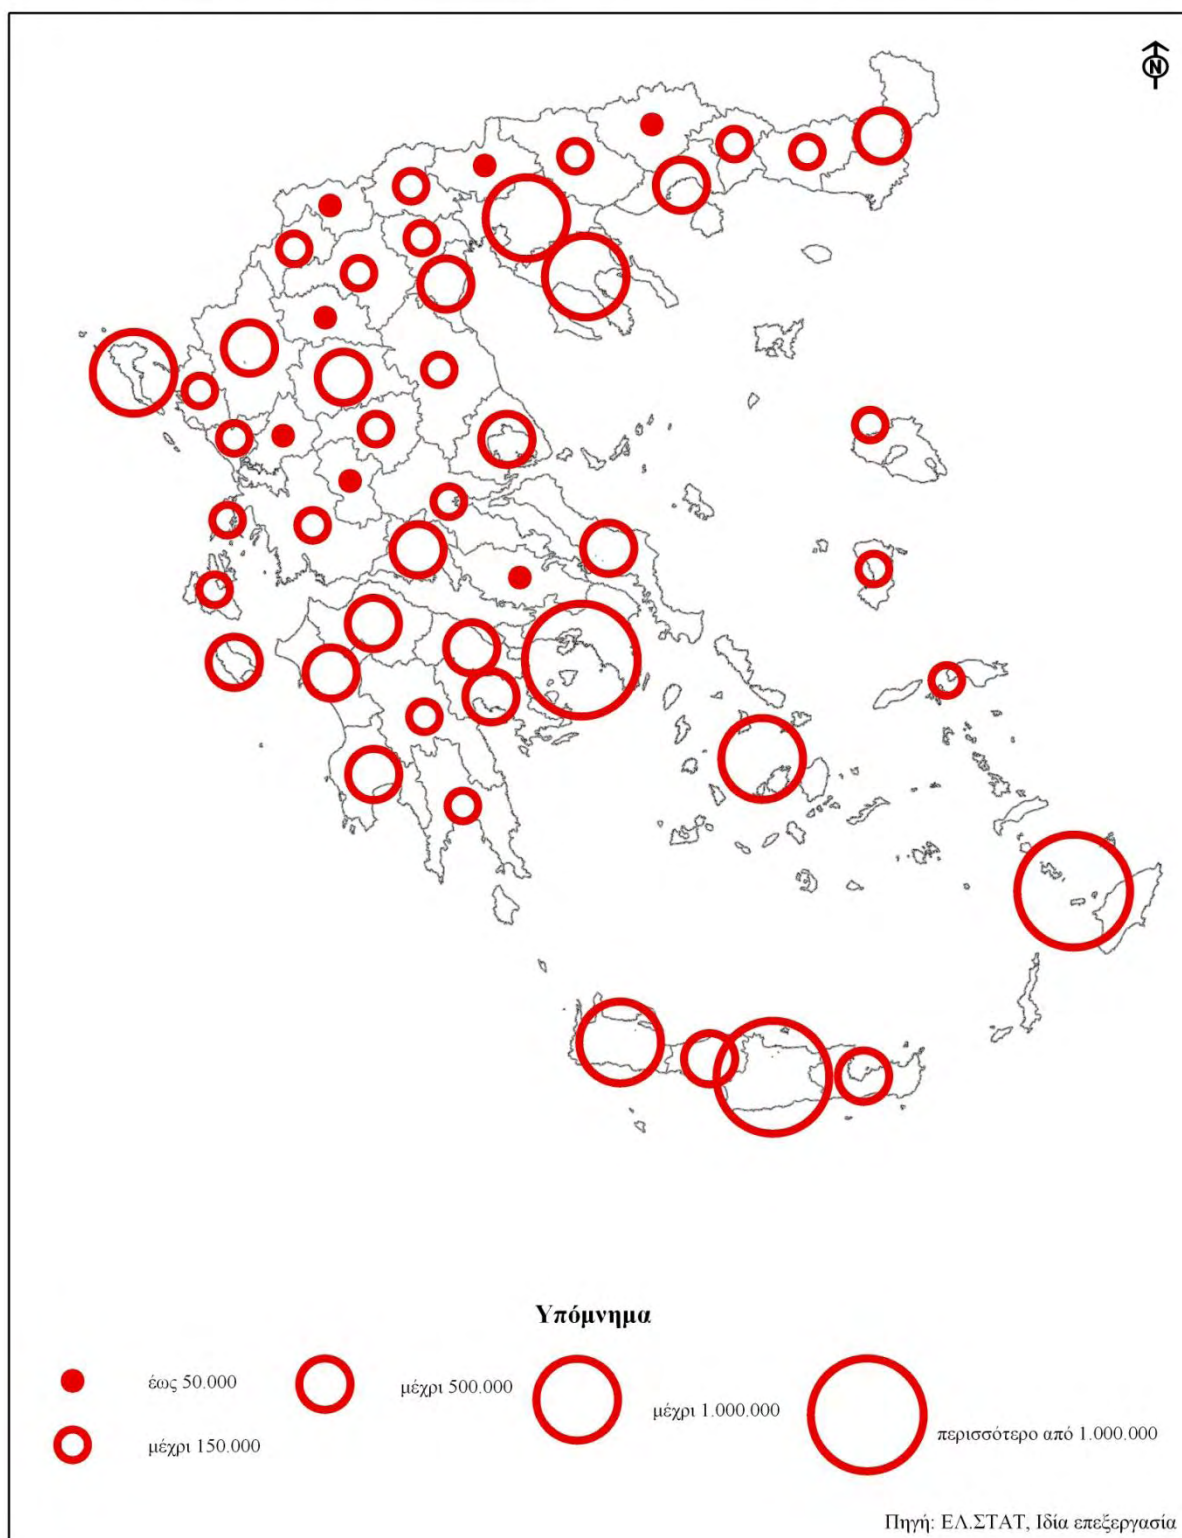 N
Υπόμνημα
έως 50.000
μέχρι 500.000
μέχρι 1.000.000
περισσότερο από 1.000.000
μέχρι 150.000
Πηγή: ΕΛ.ΣΤΑΤ, Ιδία επεξεργασία